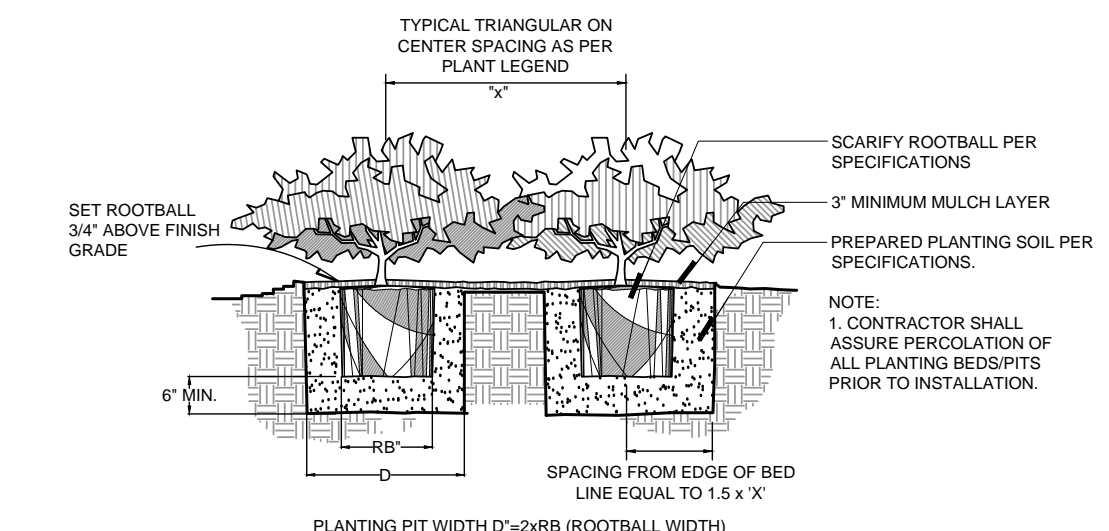 TYPICAL TRIANGULAR ON
CENTER SPACING AS PER
PLANT LEGEND
"x"
SCARIFY ROOTBALL PER
SPECIFICATIONS
3" MINIMUM MULCH LAYER
SET ROOTBALL
3/4" ABOVE FINISH
GRADE
PREPARED PLANTING SOIL PER
SPECIFICATIONS.
NOTE:
1. CONTRACTOR SHALL
ASSURE PERCOLATION OF
ALL PLANTING BEDS/PITS
PRIOR TO INSTALLATION.
6" MIN.
RB"
D
SPACING FROM EDGE OF BED
LINE EQUAL TO 1.5 x 'X'
PLANTING PIT WIDTH D"=2xRB (ROOTBALL WIDTH)